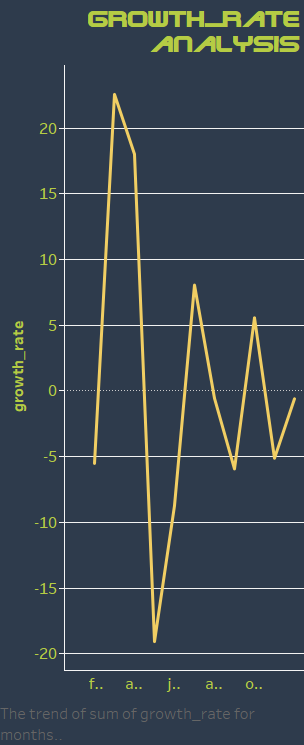 GROWTH_RATE
ANALYSIS
growth_rate
20
15
10
5
0
-5
-10
-15
-20
f.. a.. j.. a.. o..
The trend of sum of growth_rate for
months..